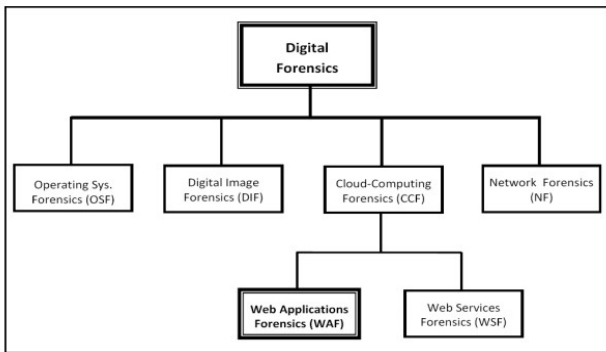 Digital
Forensics
Operating Sys.
Forensics (OSF)
Digital Image
Forensics (DIF)
Cloud-Computing
Forensics (CCF)
Network Forensics
(NF)
Web Applications
Forensics (WAF)
Web Services
Forensics (WSF)